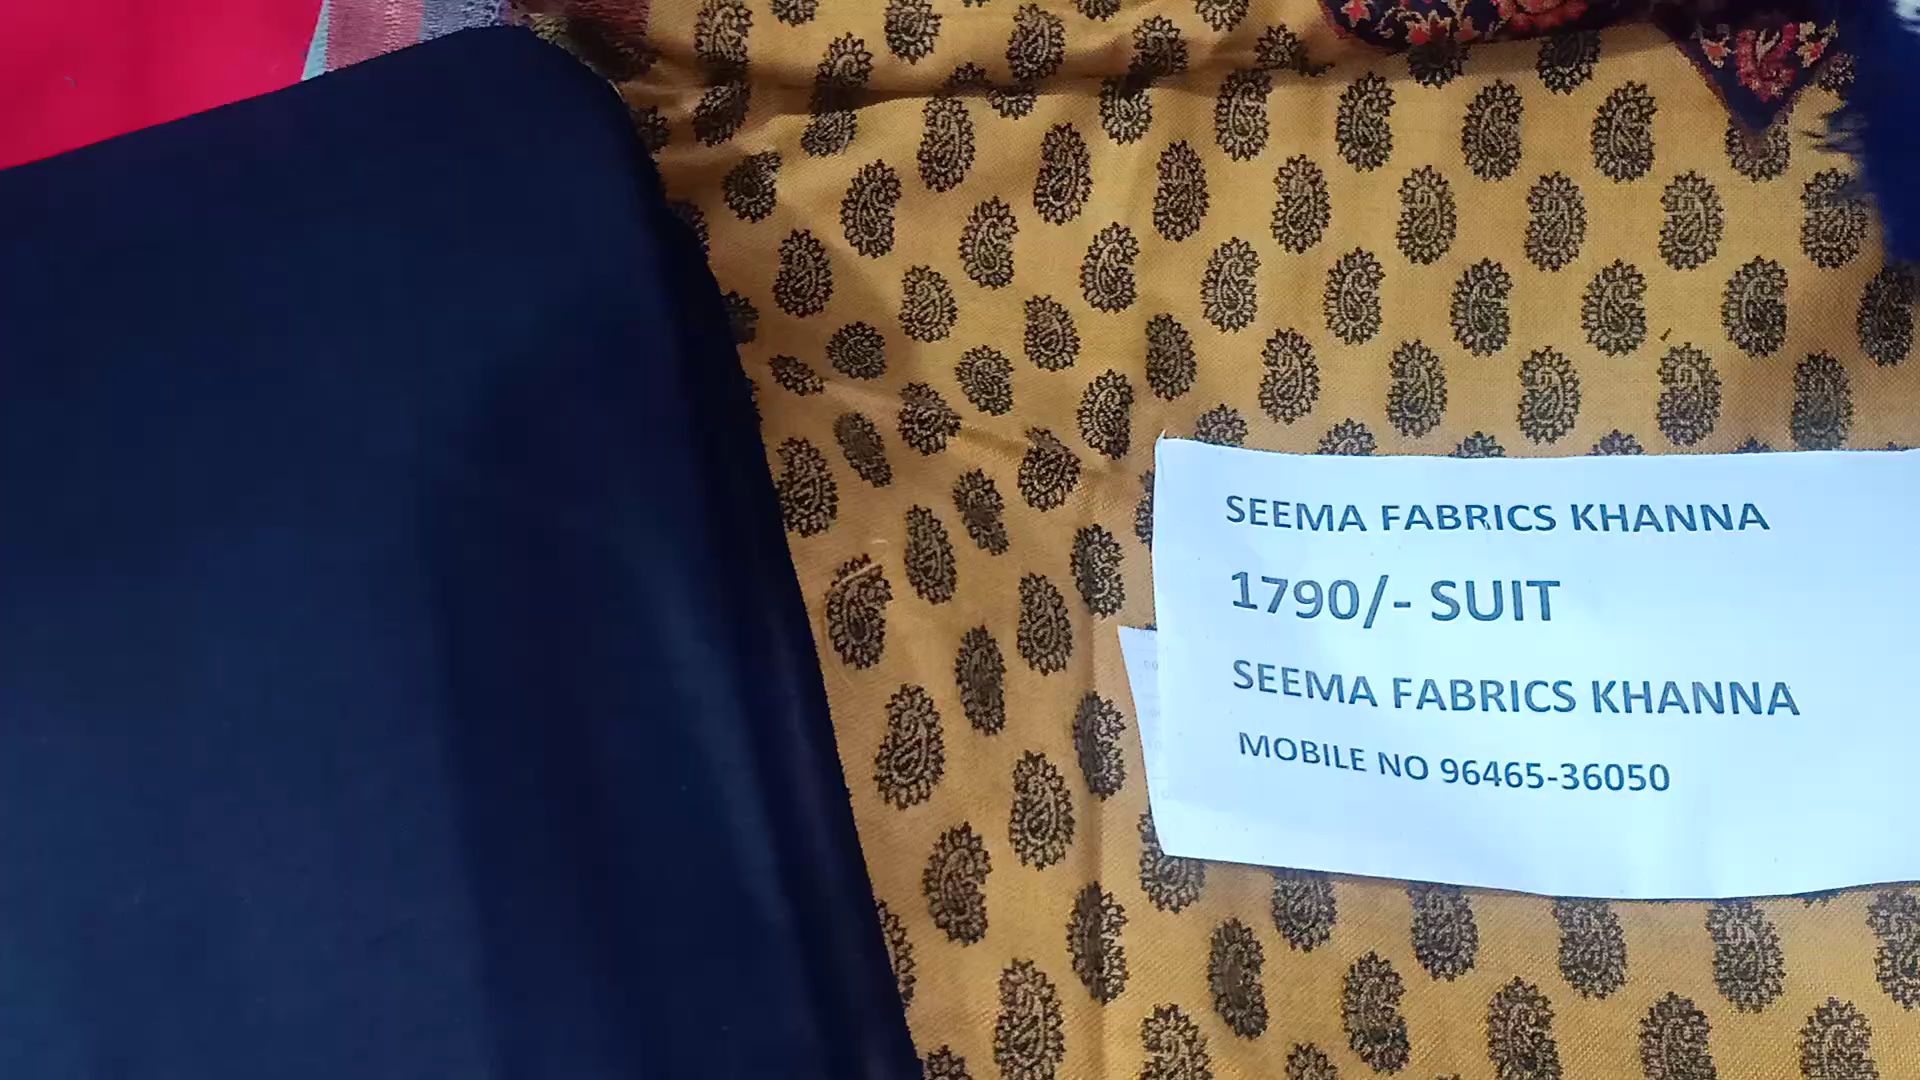 SEEMA FABRICS KHANNA
1790/- SUIT
SEEMA FABRICS KHANNA
MOBILE NO 96465-36050